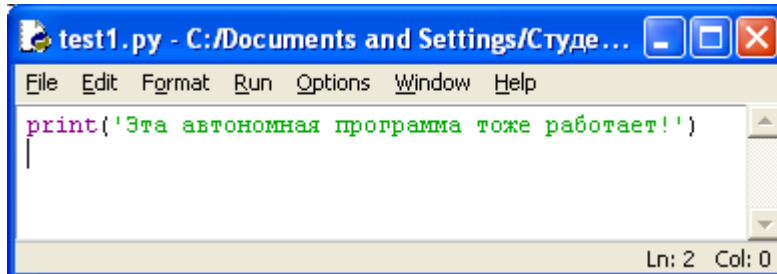 test1.py - C:/Documents and Settings/Студе...
File Edit Format Run Options Window Help
print('Эта автономная программа тоже работает!')
Ln: 2 Col: 0